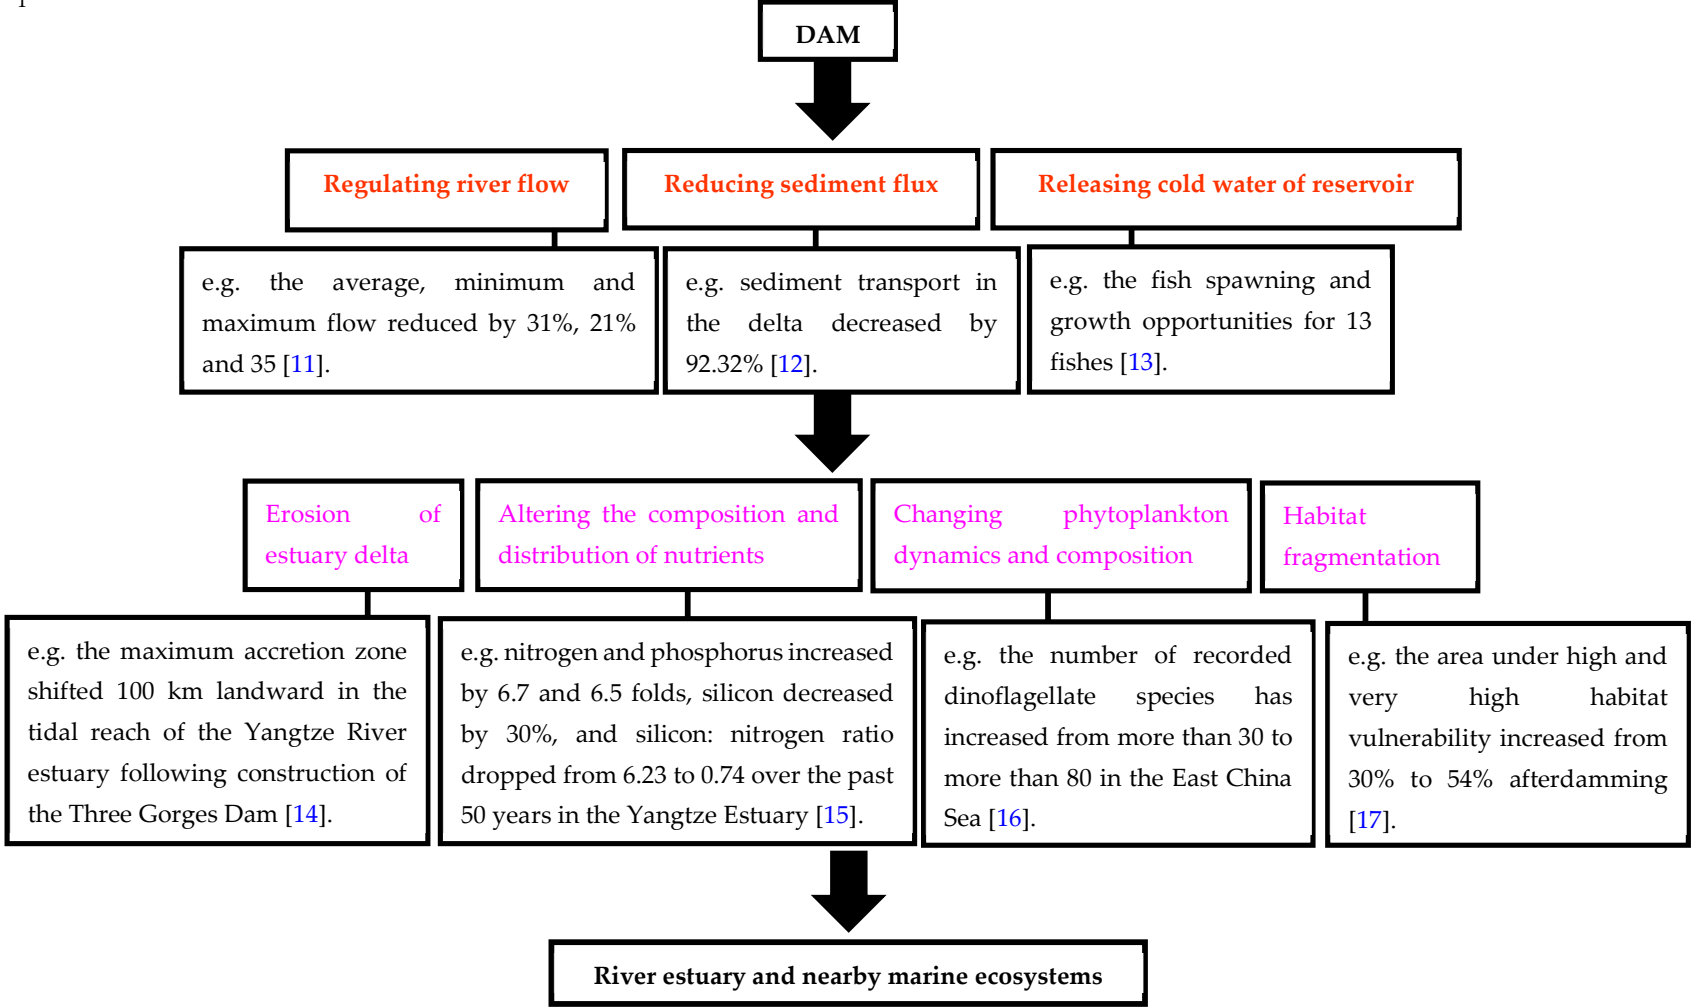 DAM
Regulating river flow
Reducing sediment flux
Releasing cold water of reservoir
e.g. the average, minimum and
maximum flow reduced by 31%, 21%
and 35 [11].
e.g. sediment transport in
the delta decreased by
92.32% [12].
e.g. the fish spawning and
growth opportunities for 13
fishes [13].
Erosion of
estuary delta
Altering the composition and
distribution of nutrients
Changing phytoplankton
dynamics and composition
Habitat
fragmentation
e.g. the maximum accretion zone
shifted 100 km landward in the
tidal reach of the Yangtze River
estuary following construction of
the Three Gorges Dam [14].
e.g. nitrogen and phosphorus increased
by 6.7 and 6.5 folds, silicon decreased
by 30%, and silicon: nitrogen ratio
dropped from 6.23 to 0.74 over the past
50 years in the Yangtze Estuary [15].
e.g. the number of recorded
dinoflagellate species has
increased from more than 30 to
more than 80 in the East China
Sea [16].
e.g. the area under high and
very high habitat
vulnerability increased from
30% to 54% afterdamming
[17].
River estuary and nearby marine ecosystems